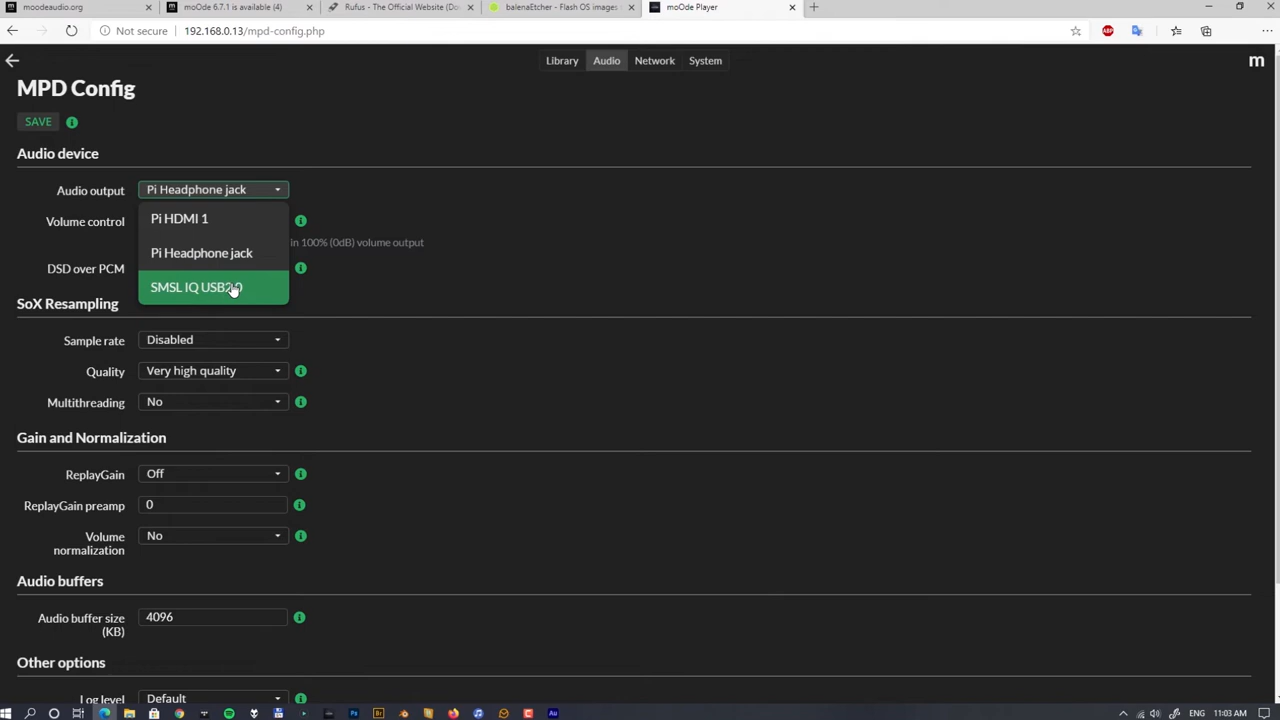 moodeaudio.org
moOde 6.7.1 is available (4)
Rufus - The Official Website (Do
balenaEtcher - Flash OS images
moOde Player
Not secure
192.168.0.13/mpd-config.php
ABP
Library
Audio
Network
System
m
MPD Config
SAVE
Audio device
Audio output
Pi Headphone jack
Pi HDMI 1
Volume control
in 100% (0dB) volume output
Pi Headphone jack
DSD over PCM
SMSL IQ USB2.0
SoX Resampling
Sample rate
Disabled
Quality
Very high quality
Multithreading
No
Gain and Normalization
ReplayGain
Off
ReplayGain preamp
0
Volume
normalization
No
Audio buffers
Audio buffer size
(KB)
4096
Other options
Log level
Default
ENG
11:03 AM